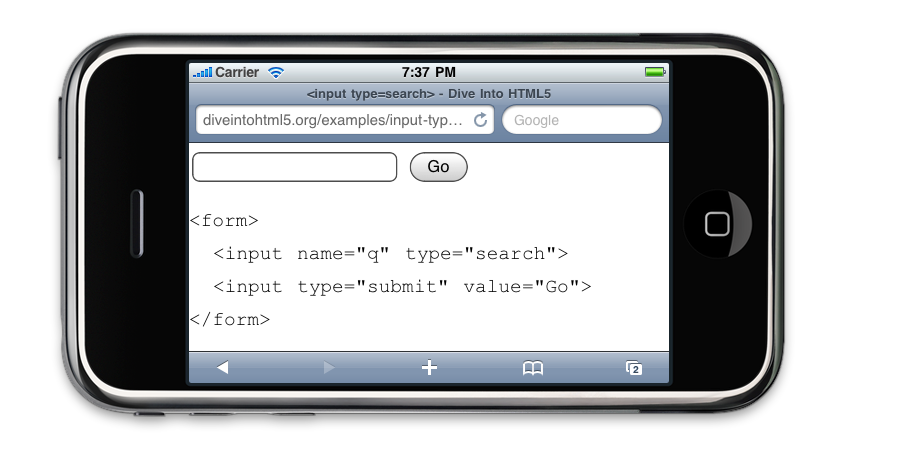 Carrier 7:37 PM
<input type=search> - Dive Into HTML5
diveintohtml5.org/examples/input-typ... Google
Go
<form>
  <input name="q" type="search">
  <input type="submit" value="Go">
</form>
2